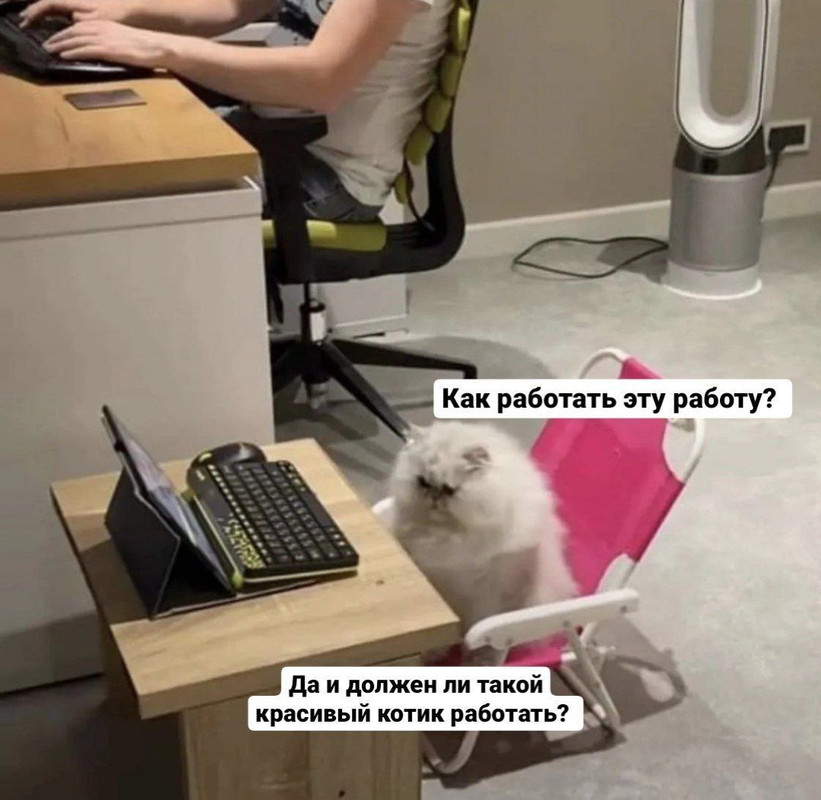 Как работать эту работу?
Да и должен ли такой
красивый котик работать?